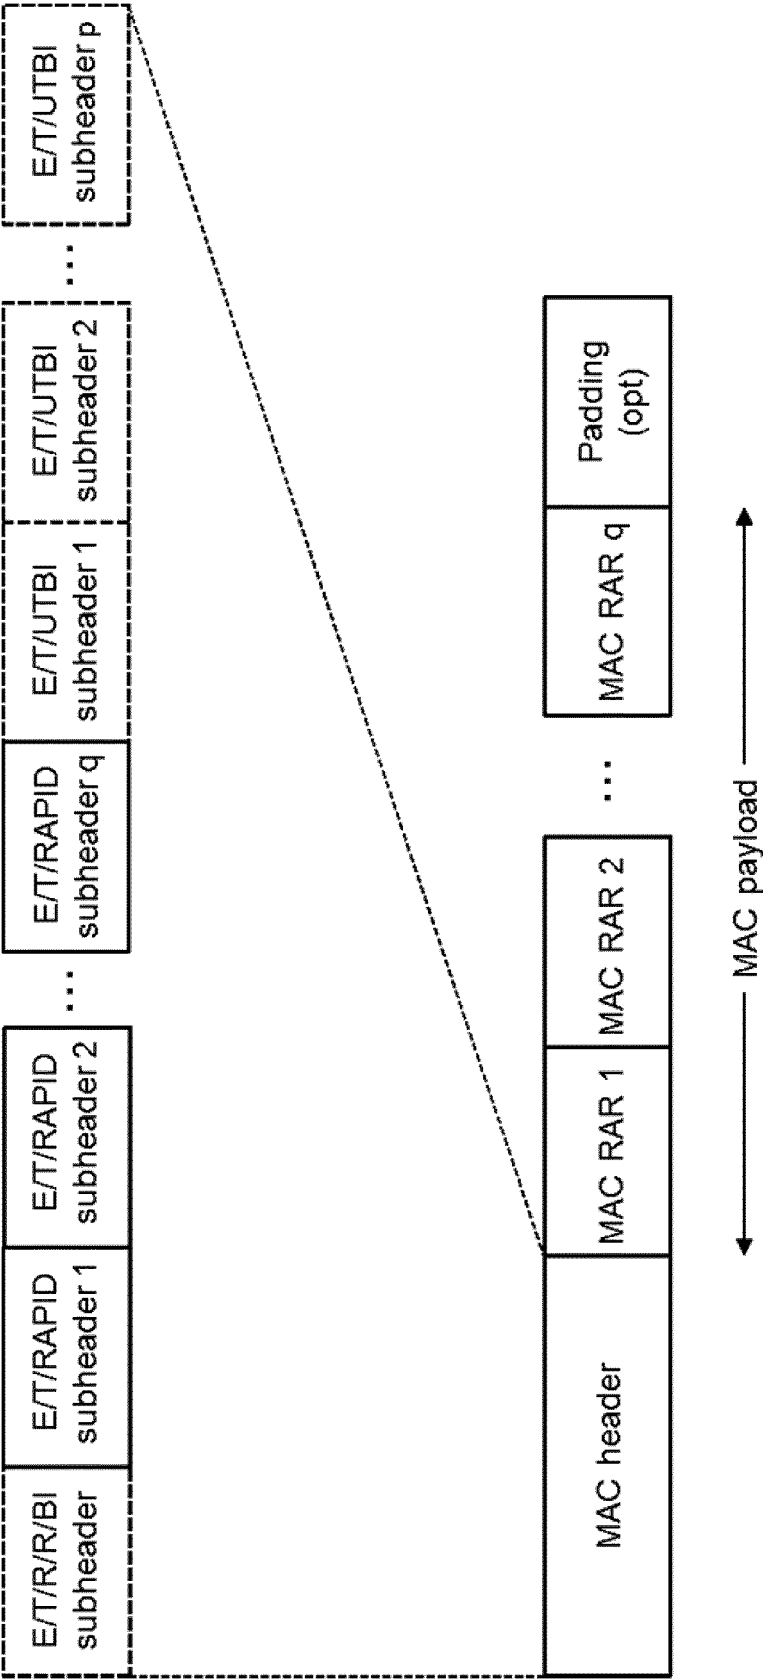 E/T/R/R/BI
subheader
E/T/RAPID
subheader 1
E/T/RAPID
subheader 2
...
E/T/RAPID
subheader q
E/T/UTBI
subheader 1
E/T/UTBI
subheader 2
...
E/T/UTBI
subheader p
MAC header
MAC RAR 1
MAC RAR 2
...
MAC RAR q
Padding
(opt)
MAC payload